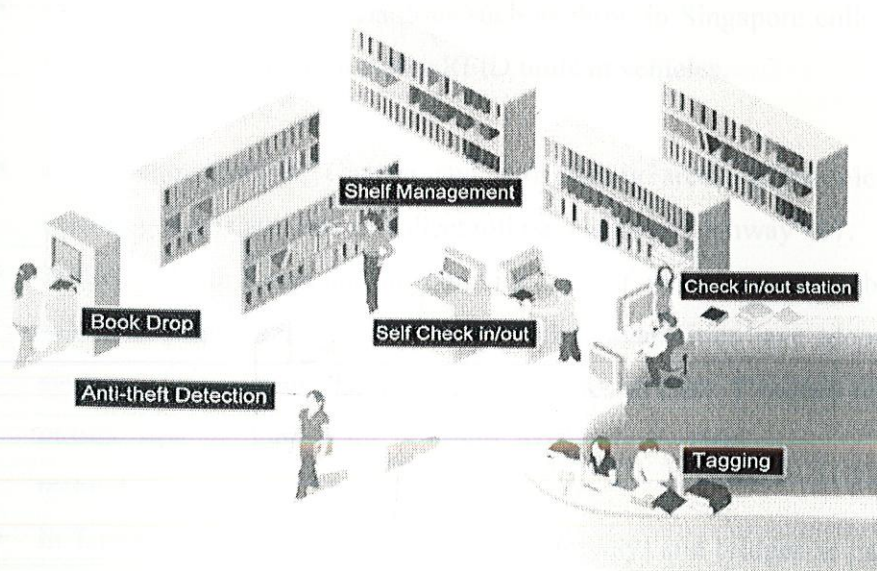 Shelf Management
Check in/out station
Book Drop
Self Check in/out
Anti-theft Detection
Tagging